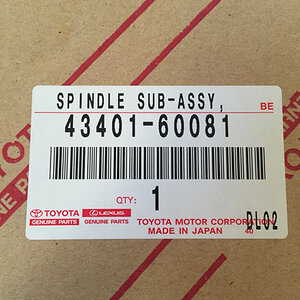 SPINDLE SUB-ASSY,
BE
43401-60081
QTY: 1
TOYOTA LEXUS
GENUINE PARTS GENUINE PARTS
TOYOTA MOTOR CORPORATION
MADE IN JAPAN 40
DL02